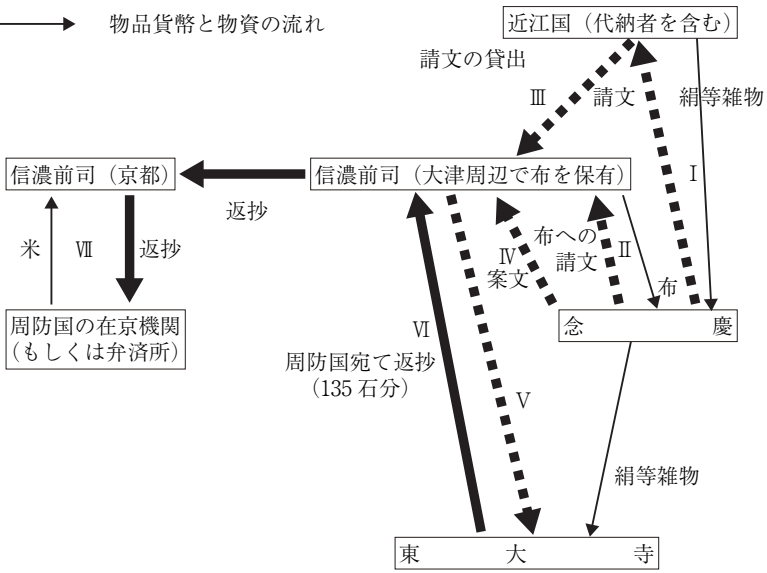 物品貨幣と物資の流れ
近江国（代納者を含む）
請文の貸出
Ⅲ
請文
絹等雑物
Ⅰ
信濃前司（京都）
信濃前司（大津周辺で布を保有）
返抄
米
Ⅶ
返抄
Ⅳ
案文
布への
請文
Ⅱ
布
周防国の在京機関
（もしくは弁済所）
念慶
Ⅵ
周防国宛て返抄
（135 石分）
Ⅴ
絹等雑物
東大寺